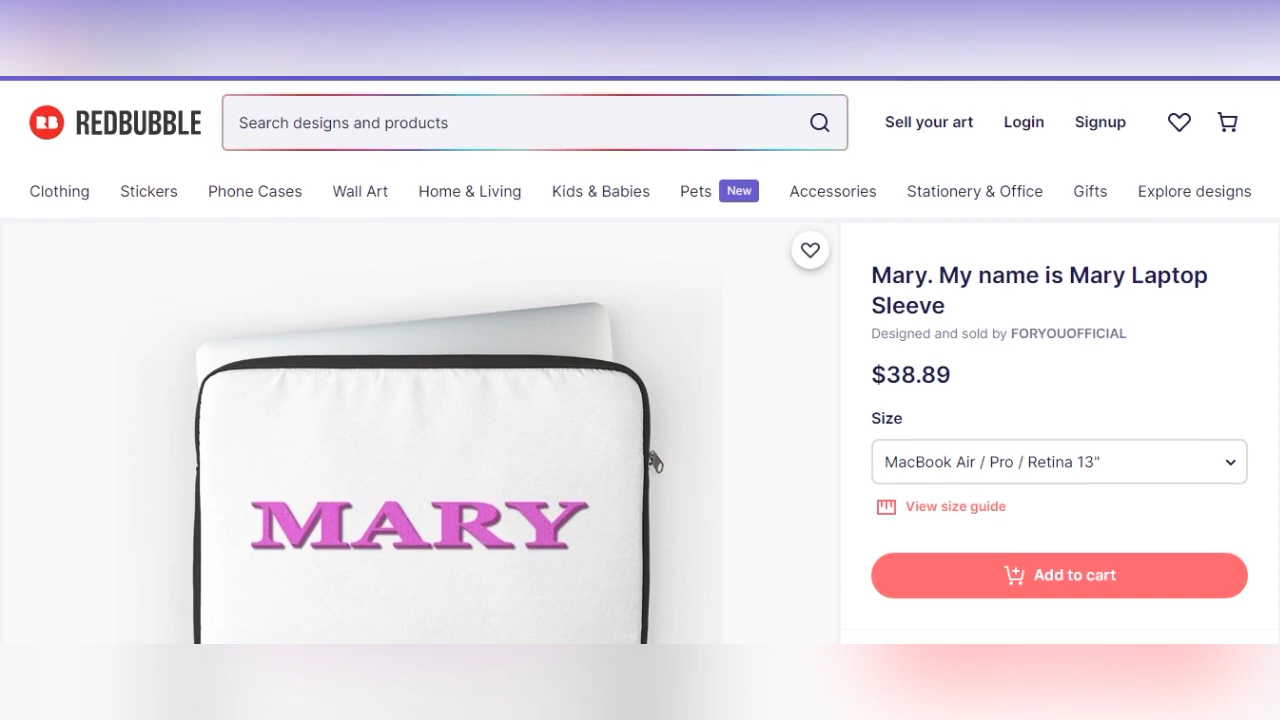 RB REDBUBBLE
Search designs and products
Sell your art Login Signup
Clothing Stickers Phone Cases Wall Art Home & Living Kids & Babies Pets New Accessories Stationery & Office Gifts Explore designs
Mary. My name is Mary Laptop
Sleeve
Designed and sold by FORYOUOFFICIAL
$38.89
Size
MacBook Air / Pro / Retina 13"
View size guide
Add to cart
MARY